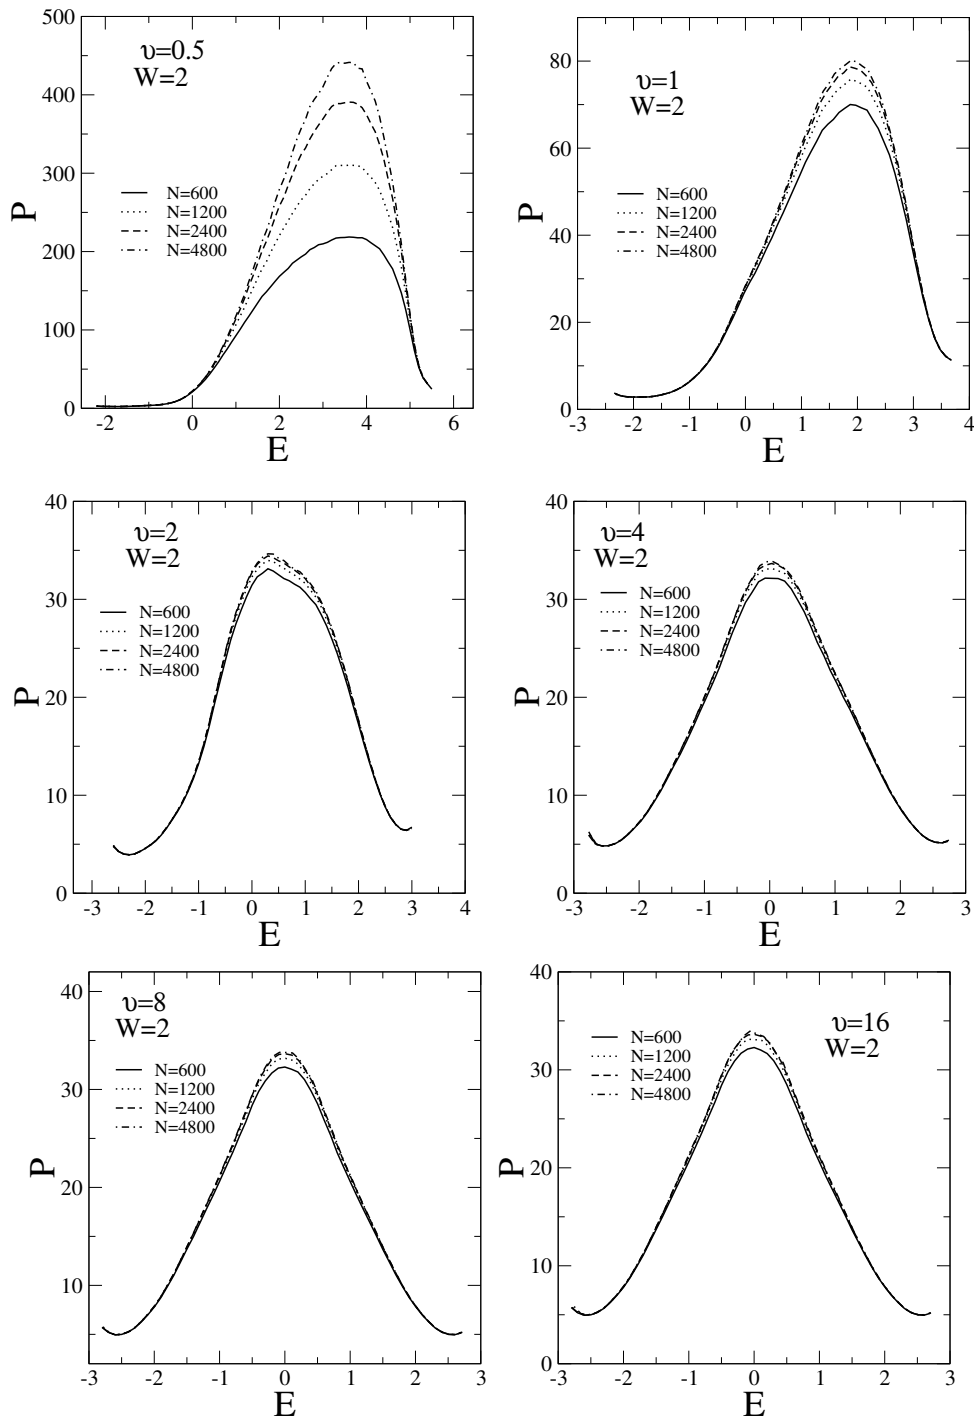 500
400
300
200
100
0
P
υ=0.5
W=2
N=600
N=1200
N=2400
N=4800
-2 0 2 4 6
E
80
60
40
20
0
P
υ=1
W=2
N=600
N=1200
N=2400
N=4800
-3 -2 -1 0 1 2 3 4
E
40
30
20
10
0
P
υ=2
W=2
N=600
N=1200
N=2400
N=4800
-3 -2 -1 0 1 2 3 4
E
40
30
20
10
0
P
υ=4
W=2
N=600
N=1200
N=2400
N=4800
-3 -2 -1 0 1 2 3
E
40
30
20
10
P
υ=8
W=2
N=600
N=1200
N=2400
N=4800
-3 -2 -1 0 1 2 3
E
40
30
20
10
0
P
N=600
N=1200
N=2400
N=4800
υ=16
W=2
-3 -2 -1 0 1 2 3
E